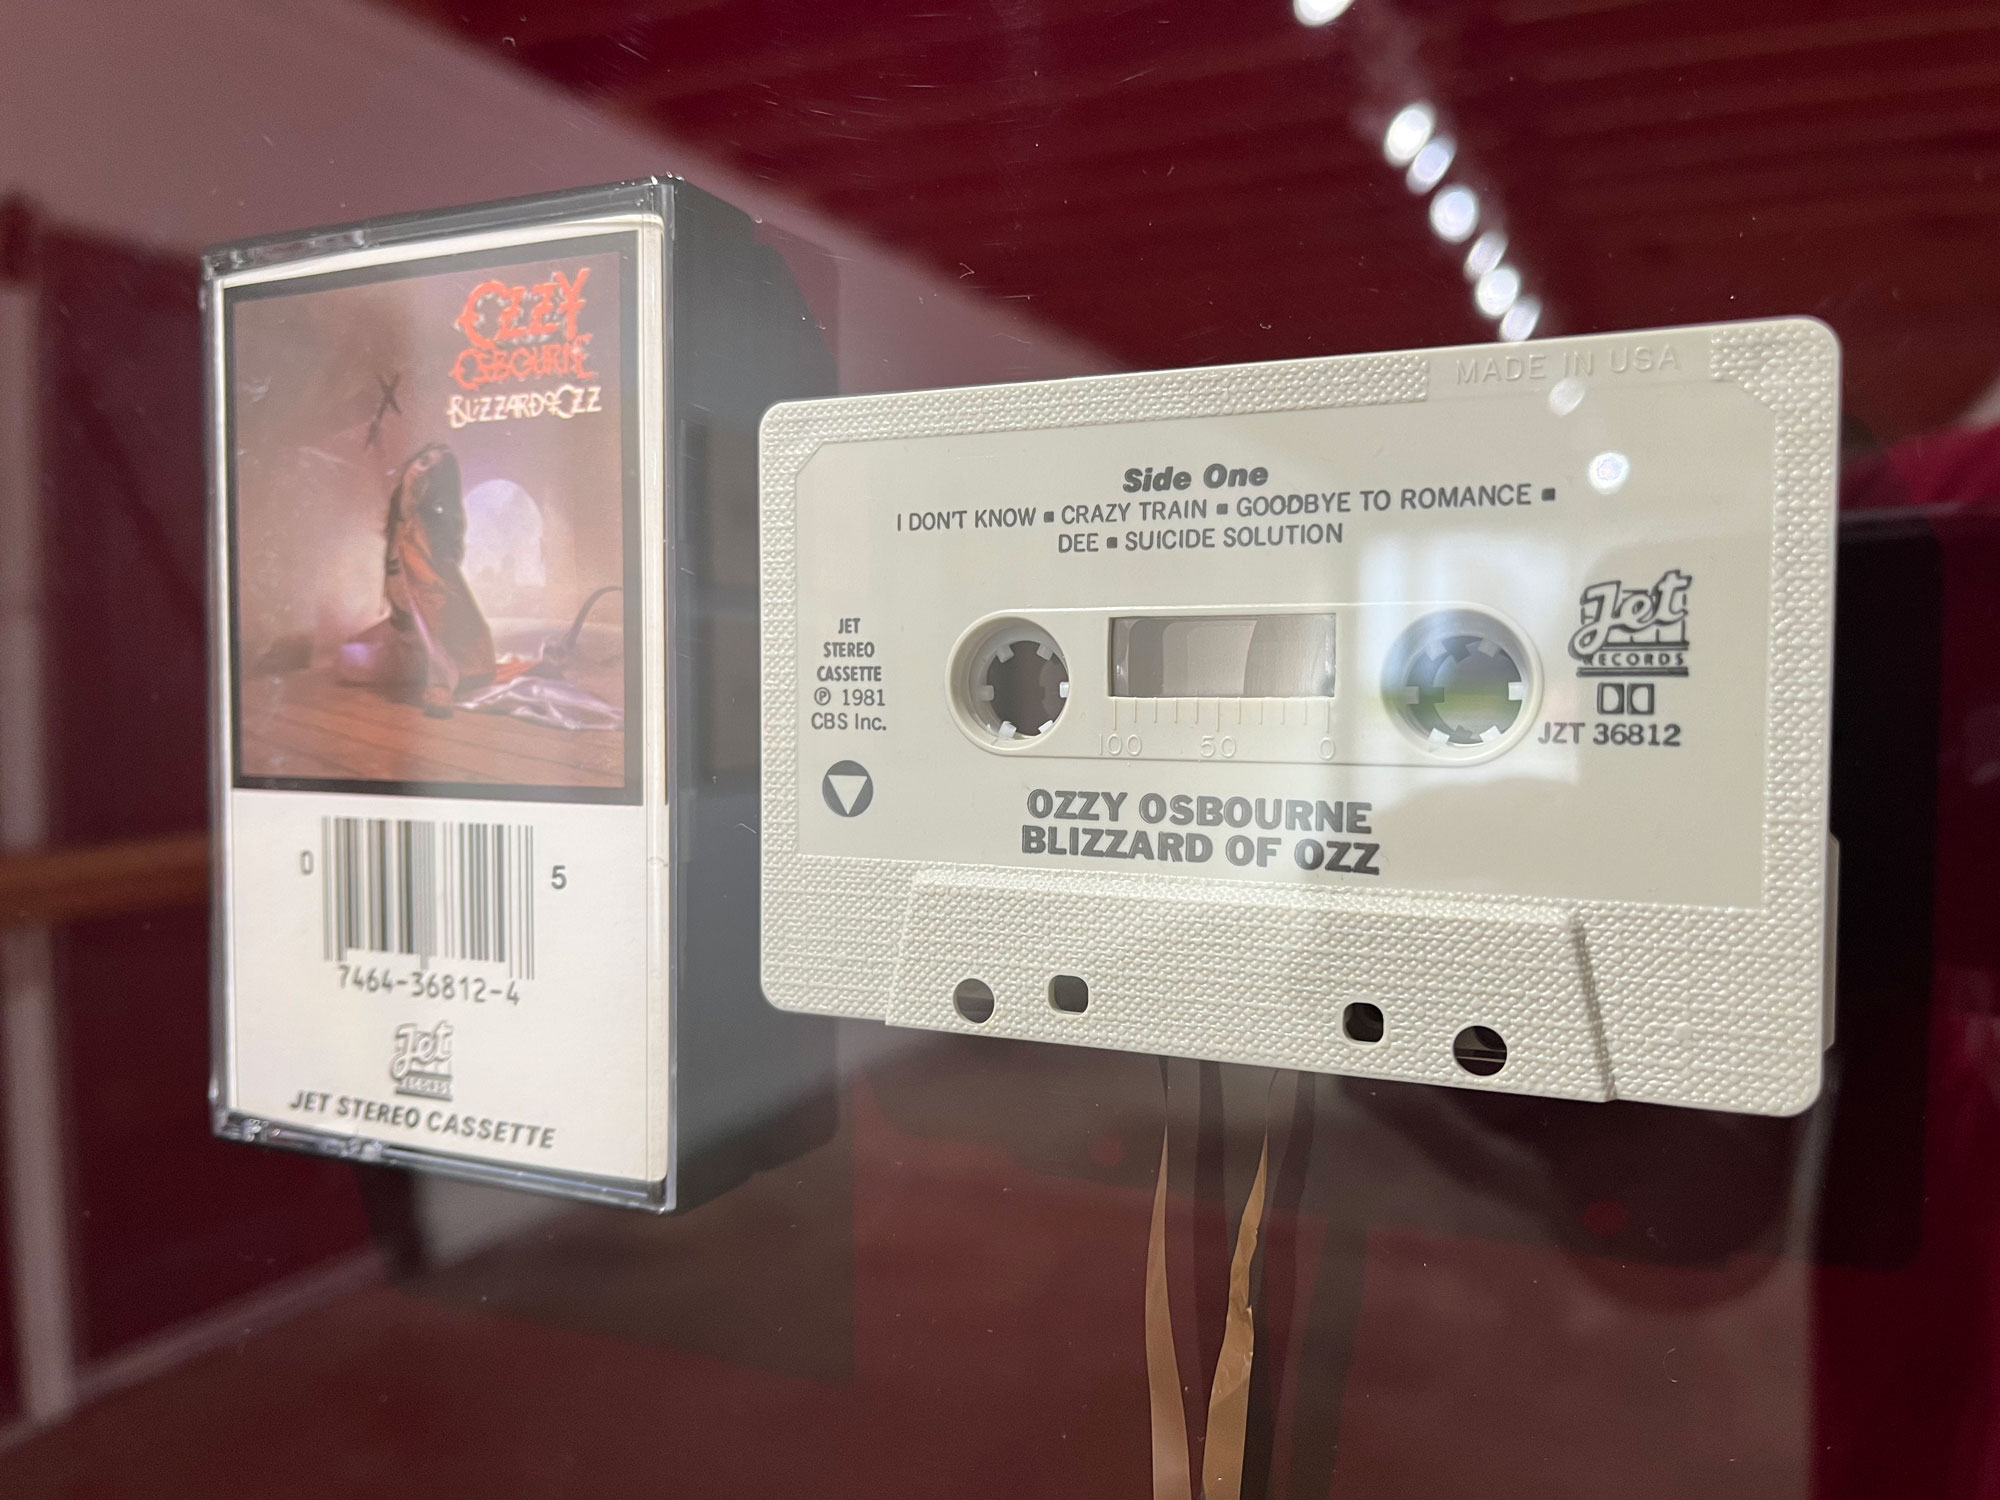 OZZY
OSBOURNE
BLIZZARD OF OZZ
0
5
7464-36812-4
Jet
RECORDS
JET STEREO CASSETTE
MADE IN USA
Side One
I DON'T KNOW ▪ CRAZY TRAIN ▪ GOODBYE TO ROMANCE ▪
DEE ▪ SUICIDE SOLUTION
JET
STEREO
CASSETTE
℗ 1981
CBS Inc.
100 50 0
Jet
RECORDS
JZT 36812
OZZY OSBOURNE
BLIZZARD OF OZZ